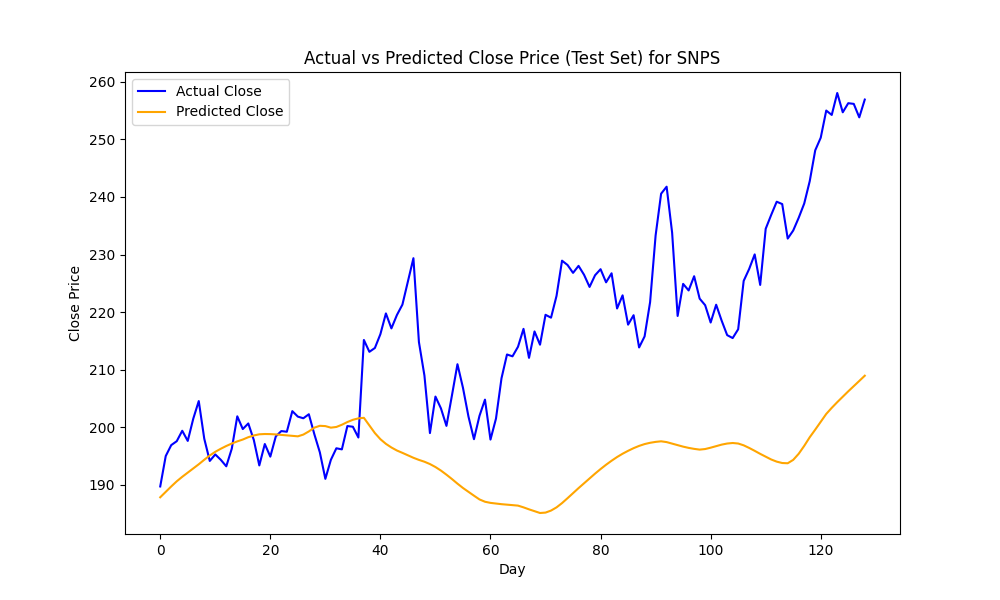 Actual vs Predicted Close Price (Test Set) for SNPS
Actual Close
Predicted Close
260
250
240
230
220
210
200
190
Close Price
0 20 40 60 80 100 120
Day